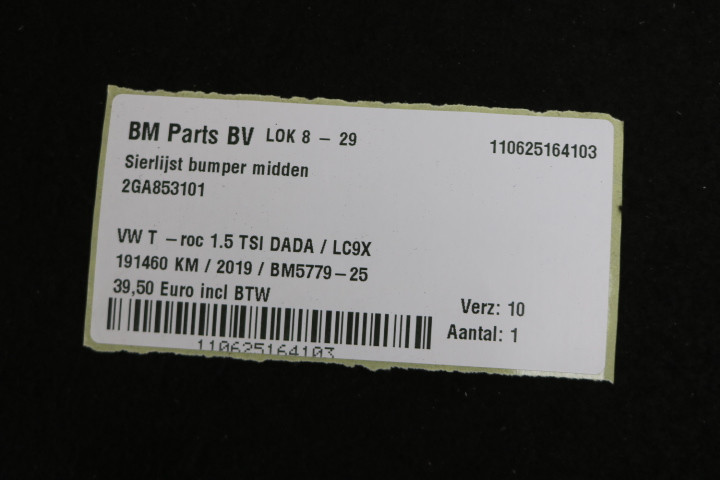 BM Parts BV LOK 8 - 29
110625164103
Sierlijst bumper midden
2GA853101
VW T -roc 1.5 TSI DADA / LC9X
191460 KM / 2019 / BM5779-25
39,50 Euro incl BTW
Verz: 10
Aantal: 1
110625164103